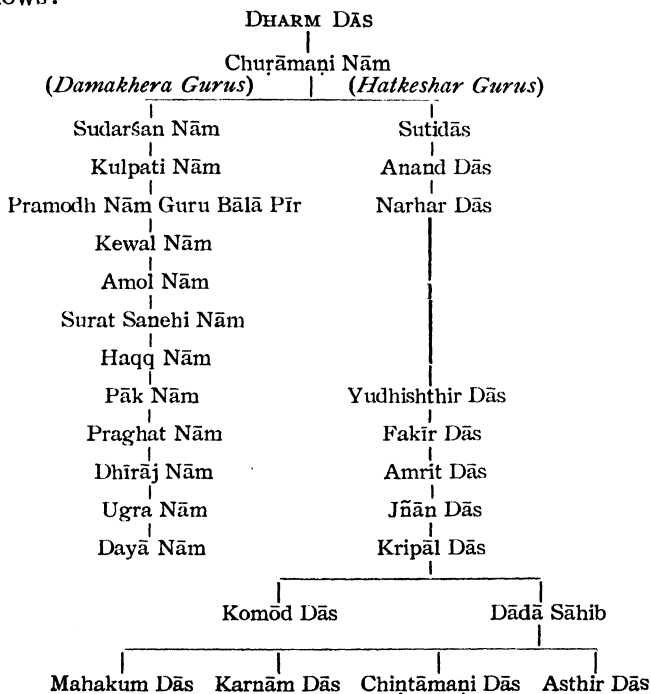 DHARM DĀS
Chuṛāmaṇi Nām
(Damakhera Gurus) (Hatkeshar Gurus)
Sudarśan Nām Sutidās
Kulpati Nām Anand Dās
Pramodh Nām Guru Bālā Pīr Narhar Dās
Kewal Nām
Amol Nām
Surat Sanehi Nām
Haqq Nām
Pāk Nām Yudhishthir Dās
Praghat Nām Fakīr Dās
Dhīrāj Nām Amrit Dās
Ugra Nām Jñān Dās
Dayā Nām Kripāl Dās
Komōd Dās Dādā Sāhib
Mahakum Dās Karnām Dās Chiṇtāmaṇi Dās Asthir Dās